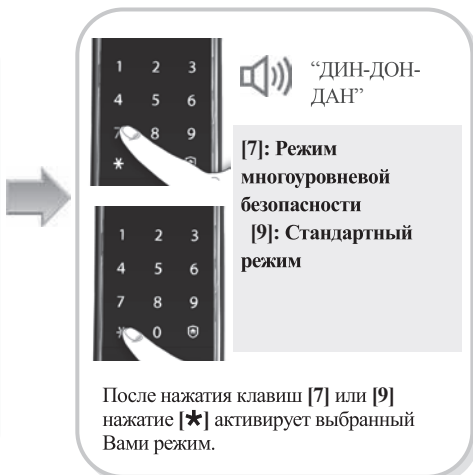 1 2 3
4 5 6
7 8 9
*
“ДИН-ДОН-
ДАН”
[7]: Режим
многоуровневой
безопасности
[9]: Стандартный
режим
1 2 3
4 5 6
7 8 9
* 0
После нажатия клавиш [7] или [9]
нажатие [*] активирует выбранный
Вами режим.